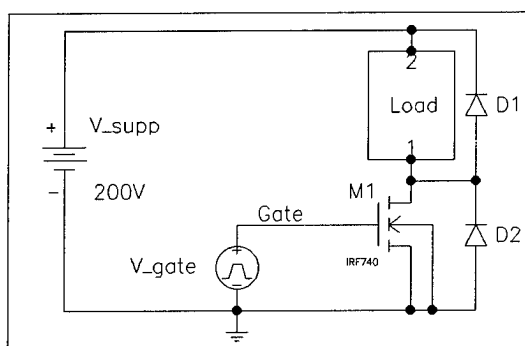 2
Load
D1
+
V_supp
1
-
200V
M1
Gate
D2
V_gate
IRF740